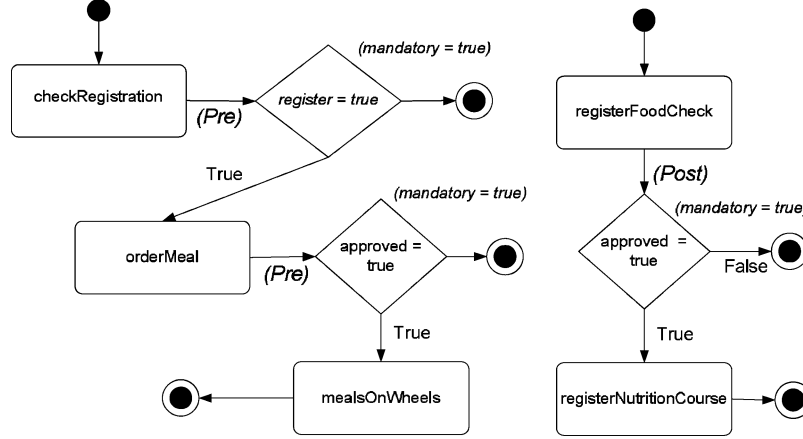 checkRegistration
(Pre)
register = true
(mandatory = true)
True
orderMeal
(Pre)
approved =
true
(mandatory = true)
True
mealsOnWheels
registerFoodCheck
(Post)
(mandatory = true)
approved =
true
False
True
registerNutritionCourse